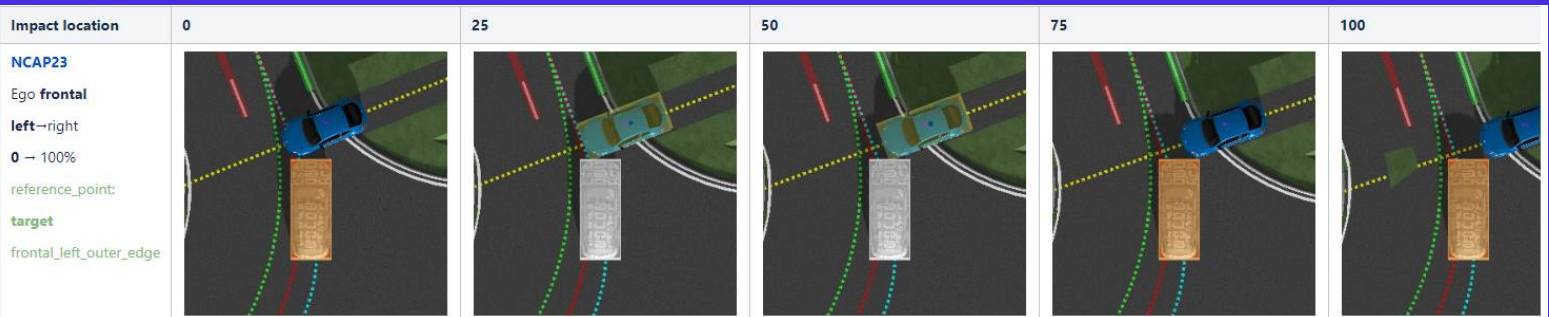 Impact location 0 25 50 75 100
NCAP23
Ego frontal
left→right
0 → 100%
reference_point:
target
frontal_left_outer_edge